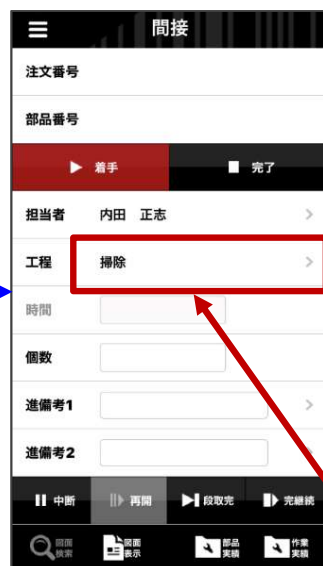 間接
注文番号
部品番号
着手 完了
担当者 内田 正志
工程 掃除
時間
個数
進備考1
進備考2
中断 再開 段取完 完継続
図面検索 図面表示 部品実績 作業実績